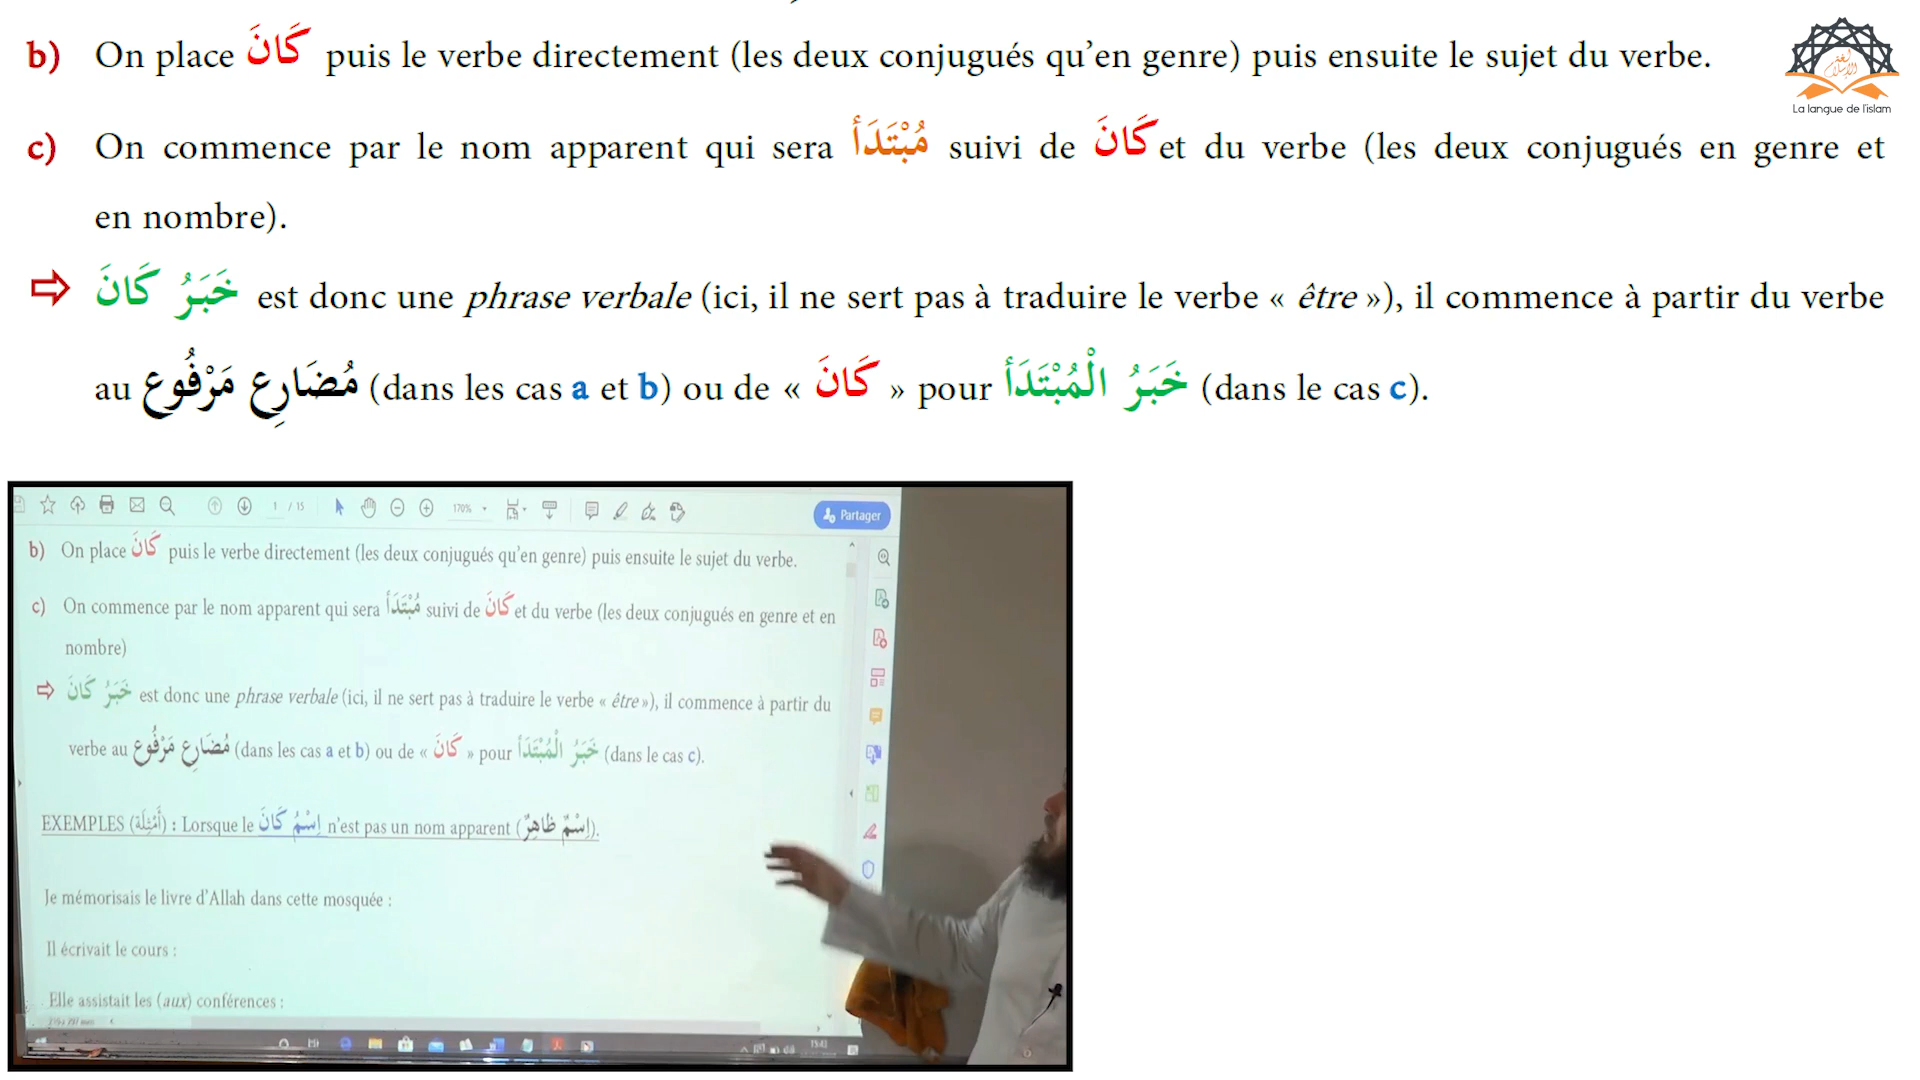 b) On place كَانَ puis le verbe directement (les deux conjugués qu’en genre) puis ensuite le sujet du verbe.
La langue de l'islam
c) On commence par le nom apparent qui sera مُبْتَدَأ suivi de كَانَ et du verbe (les deux conjugués en genre et
en nombre).
⇨ خَبَرُ كَانَ est donc une phrase verbale (ici, il ne sert pas à traduire le verbe « être »), il commence à partir du verbe
au مُضَارِع مَرْفُوع (dans les cas a et b) ou de « كَانَ » pour خَبَرُ الْمُبْتَدَأ (dans le cas c).
1 / 15 170% Partager
b) On place كَانَ puis le verbe directement (les deux conjugués qu'en genre) puis ensuite le sujet du verbe.
c) On commence par le nom apparent qui sera مُبْتَدَأ suivi de كَانَ et du verbe (les deux conjugués en genre et en
nombre)
⇨ خَبَرُ كَانَ est donc une phrase verbale (ici, il ne sert pas à traduire le verbe « être »), il commence à partir du
verbe au مُضَارِع مَرْفُوع (dans les cas a et b) ou de « كَانَ » pour خَبَرُ الْمُبْتَدَأ (dans le cas c).
EXEMPLES (أَمْثِلَة) : Lorsque le اِسْمُ كَانَ n'est pas un nom apparent (اِسْمٌ ظَاهِرٌ).
Je mémorisais le livre d'Allah dans cette mosquée :
Il écrivait le cours :
Elle assistait les (aux) conférences :
15:43